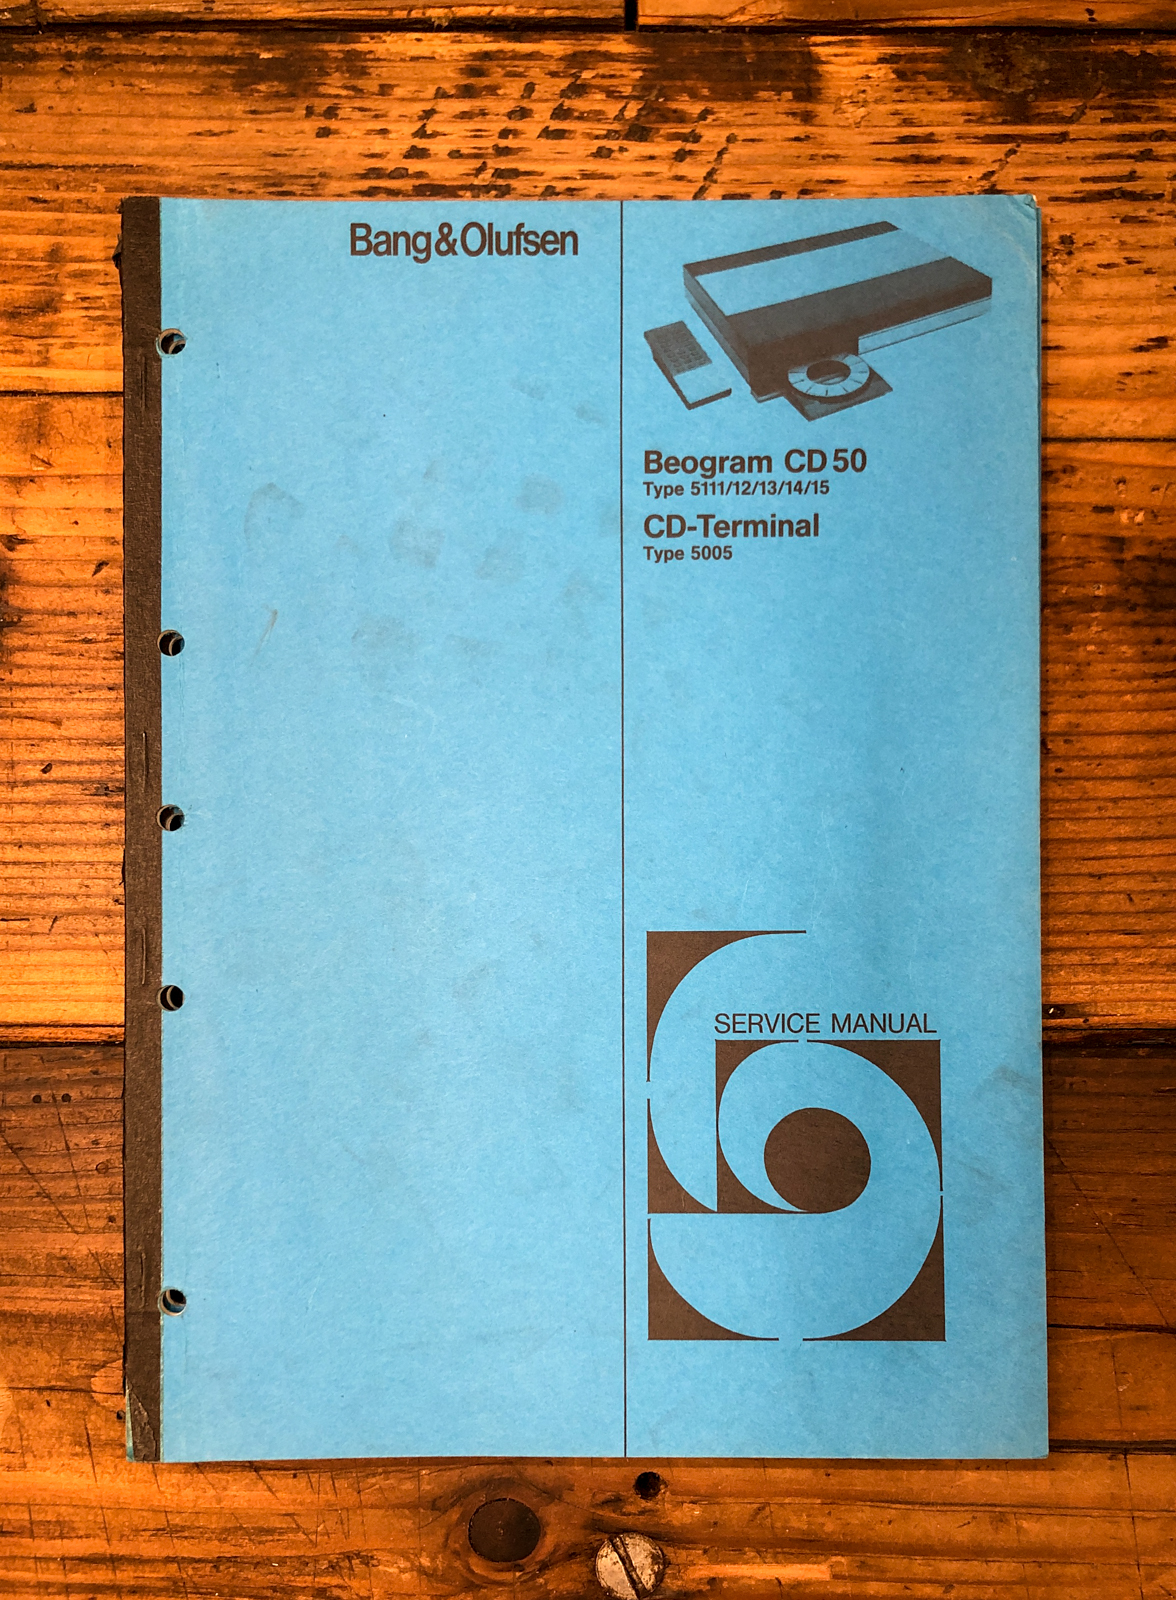 Bang&Olufsen
Beogram CD 50
Type 5111/12/13/14/15
CD-Terminal
Type 5005
SERVICE MANUAL